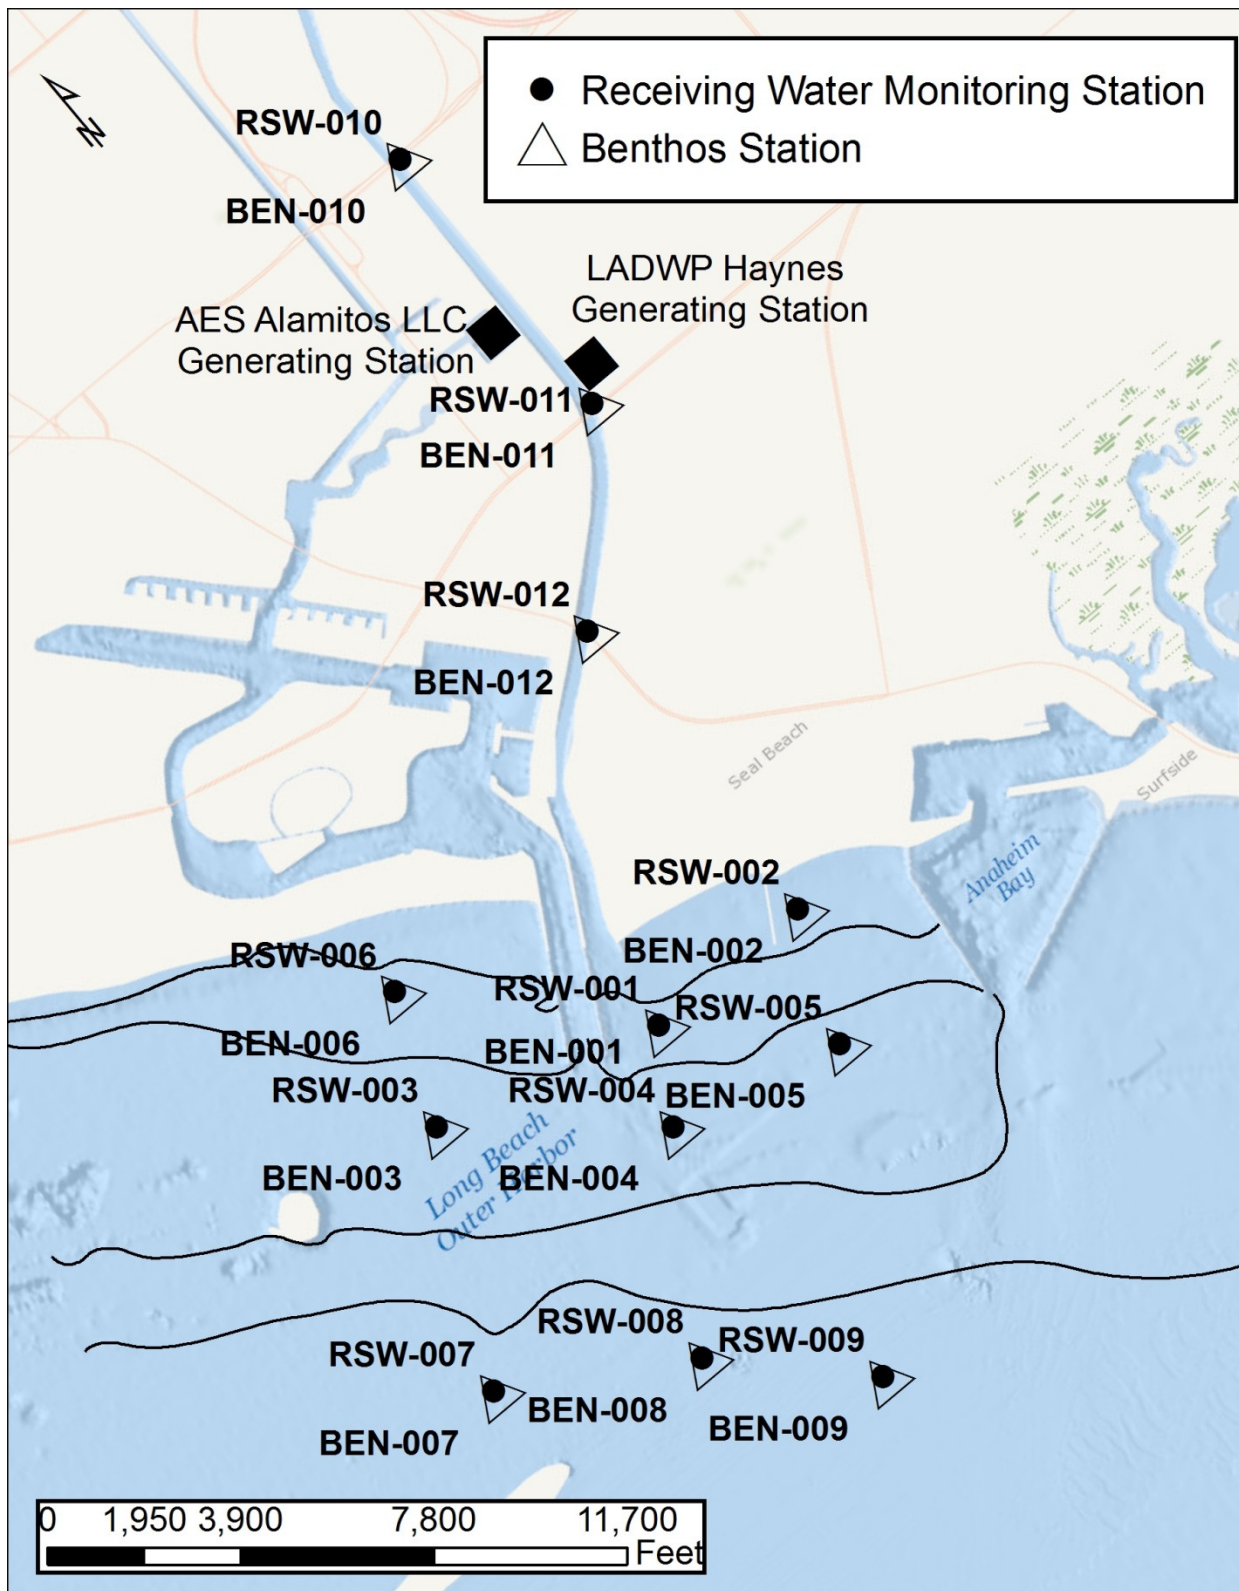 Receiving Water Monitoring Station
Benthos Station
N
RSW-010
BEN-010
LADWP Haynes
Generating Station
AES Alamitos LLC
Generating Station
RSW-011
BEN-011
RSW-012
BEN-012
Seal Beach
Surfside
Anaheim
Bay
RSW-002
BEN-002
RSW-006
RSW-001
RSW-005
BEN-006
BEN-001
RSW-003
RSW-004
BEN-005
BEN-003
Long Beach
Outer Harbor
BEN-004
RSW-008
RSW-007
RSW-009
BEN-008
BEN-009
BEN-007
0 1,950 3,900 7,800 11,700
Feet